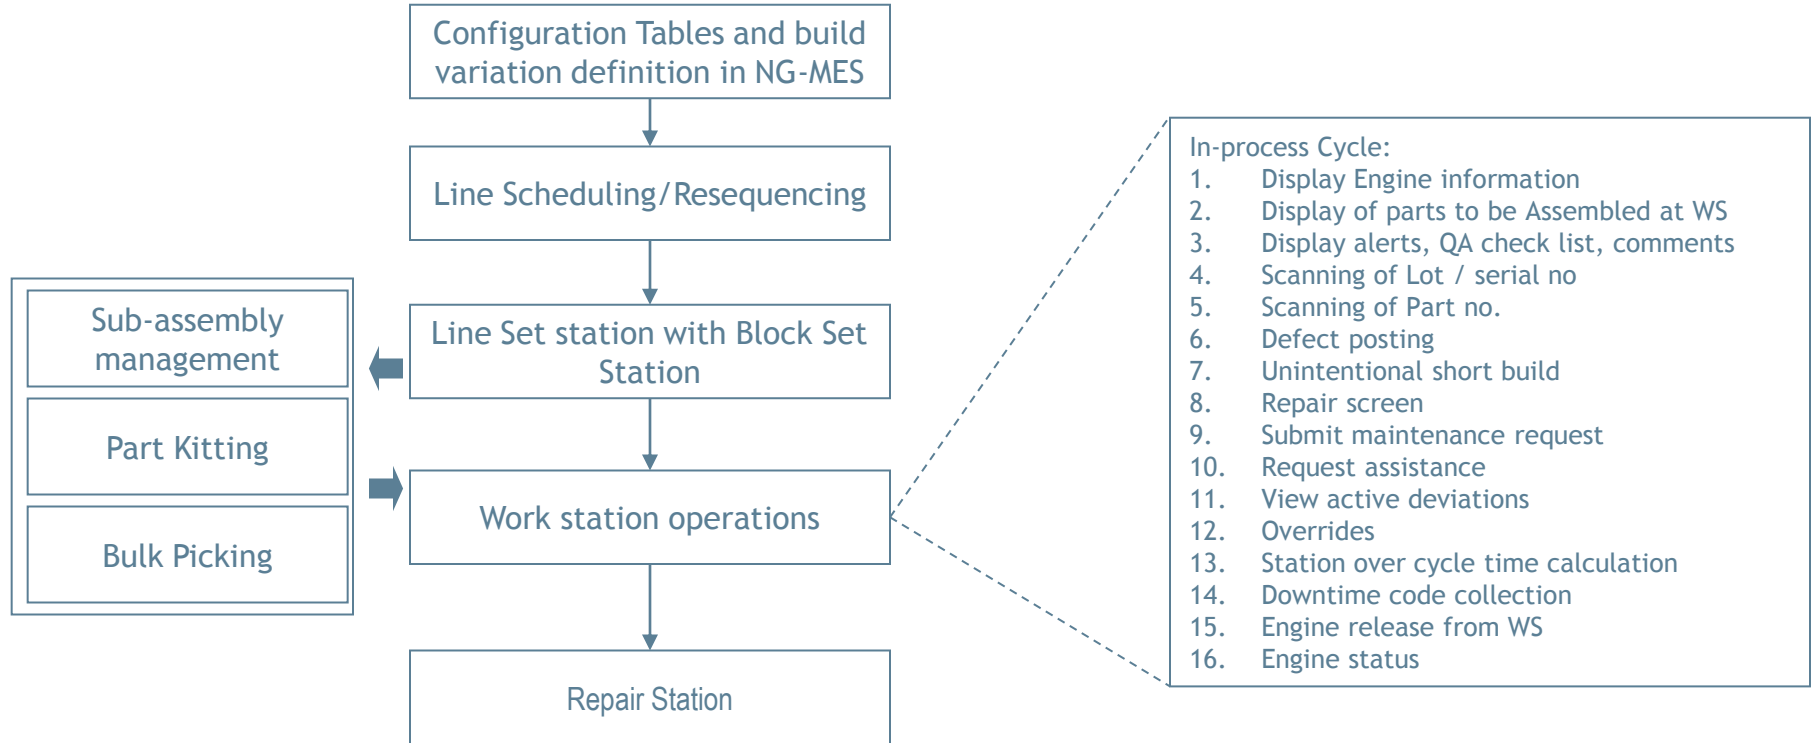 Configuration Tables and build
variation definition in NG-MES
Line Scheduling/Resequencing
Line Set station with Block Set
Station
Sub-assembly
management
Part Kitting
Bulk Picking
Work station operations
Repair Station
In-process Cycle:
1. Display Engine information
2. Display of parts to be Assembled at WS
3. Display alerts, QA check list, comments
4. Scanning of Lot / serial no
5. Scanning of Part no.
6. Defect posting
7. Unintentional short build
8. Repair screen
9. Submit maintenance request
10. Request assistance
11. View active deviations
12. Overrides
13. Station over cycle time calculation
14. Downtime code collection
15. Engine release from WS
16. Engine status